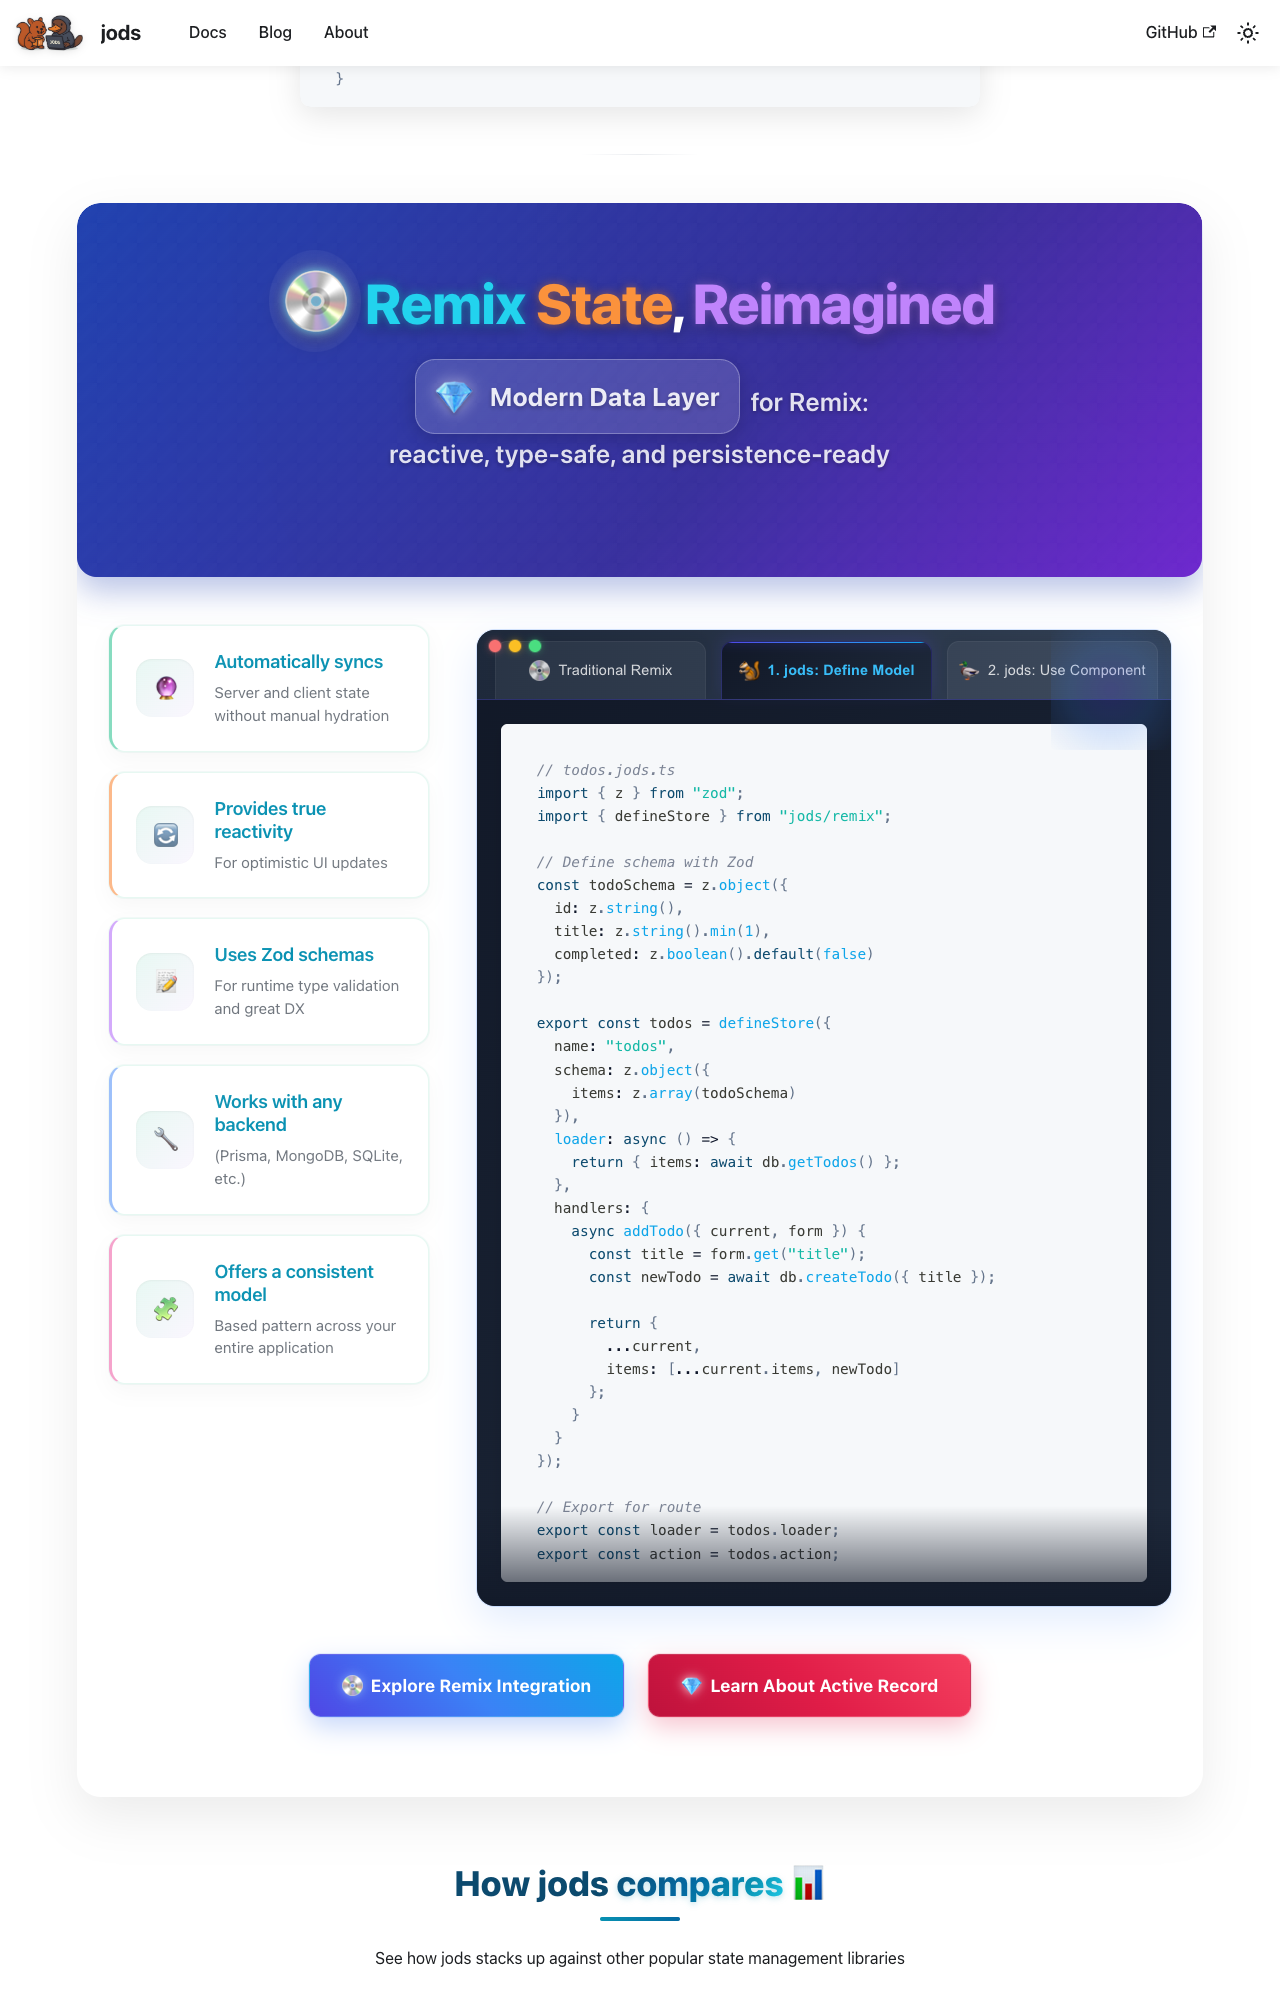 jods
Docs
Blog
About
GitHub
}
Remix State, Reimagined
Modern Data Layer for Remix:
reactive, type-safe, and persistence-ready
Automatically syncs
Server and client state
without manual hydration
Provides true
reactivity
For optimistic UI updates
Uses Zod schemas
For runtime type validation
and great DX
Works with any
backend
(Prisma, MongoDB, SQLite,
etc.)
Offers a consistent
model
Based pattern across your
entire application
Traditional Remix
1. jods: Define Model
2. jods: Use Component
// todos.jods.ts
import { z } from "zod";
import { defineStore } from "jods/remix";
// Define schema with Zod
const todoSchema = z.object({
  id: z.string(),
  title: z.string().min(1),
  completed: z.boolean().default(false)
});
export const todos = defineStore({
  name: "todos",
  schema: z.object({
    items: z.array(todoSchema)
  }),
  loader: async () => {
    return { items: await db.getTodos() };
  },
  handlers: {
    async addTodo({ current, form }) {
      const title = form.get("title");
      const newTodo = await db.createTodo({ title });
      return {
        ...current,
        items: [...current.items, newTodo]
      };
    }
  }
});
// Export for route
export const loader = todos.loader;
export const action = todos.action;
Explore Remix Integration
Learn About Active Record
How jods compares
See how jods stacks up against other popular state management libraries